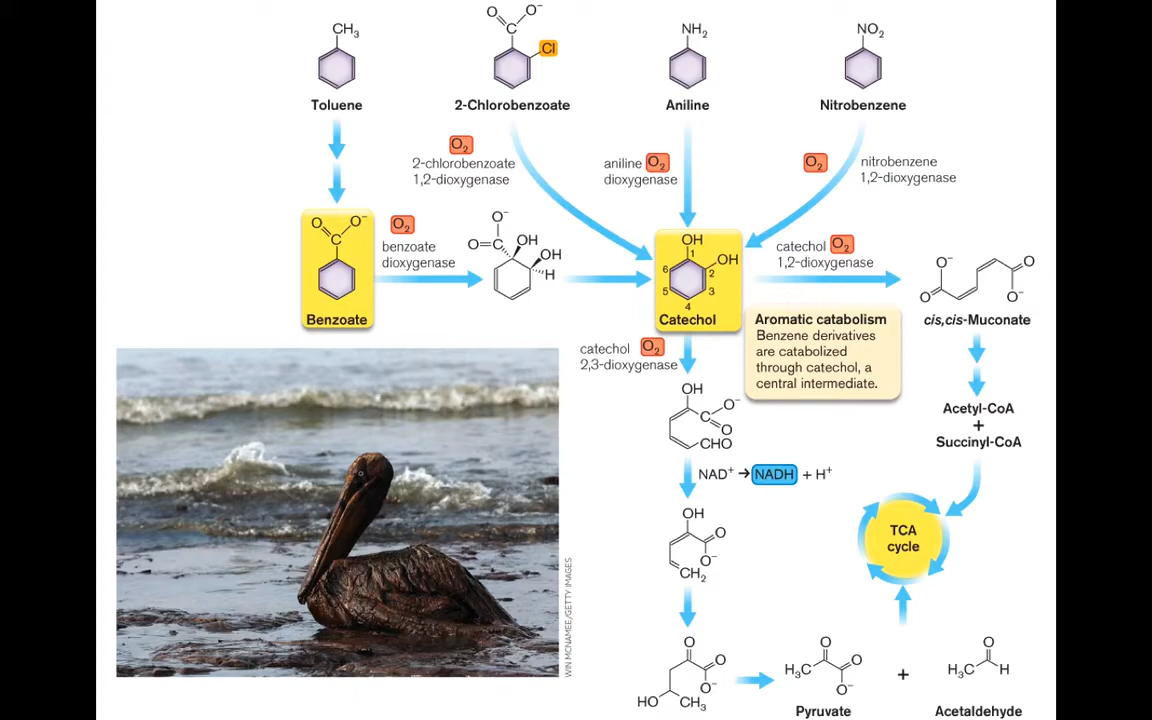 CH₃
Toluene
O
O⁻
C
Cl
2-Chlorobenzoate
NH₂
Aniline
NO₂
Nitrobenzene
O₂
2-chlorobenzoate
1,2-dioxygenase
aniline O₂
dioxygenase
O₂
nitrobenzene
1,2-dioxygenase
O
O⁻
C
Benzoate
O₂
benzoate
dioxygenase
O⁻
O
C
OH
OH
H
OH
1
OH
2
3
4
5
6
Catechol
catechol O₂
1,2-dioxygenase
O⁻
O
O
O⁻
cis,cis-Muconate
Aromatic catabolism
Benzene derivatives
are catabolized
through catechol, a
central intermediate.
catechol O₂
2,3-dioxygenase
OH
C
O⁻
O
CHO
Acetyl-CoA
+
Succinyl-CoA
NAD⁺ → NADH + H⁺
OH
O
O⁻
CH₂
TCA
cycle
O
O
O⁻
HO
CH₃
O
H₃C
O
O⁻
Pyruvate
+
O
H₃C
H
Acetaldehyde
WIN MCNAMEE/GETTY IMAGES